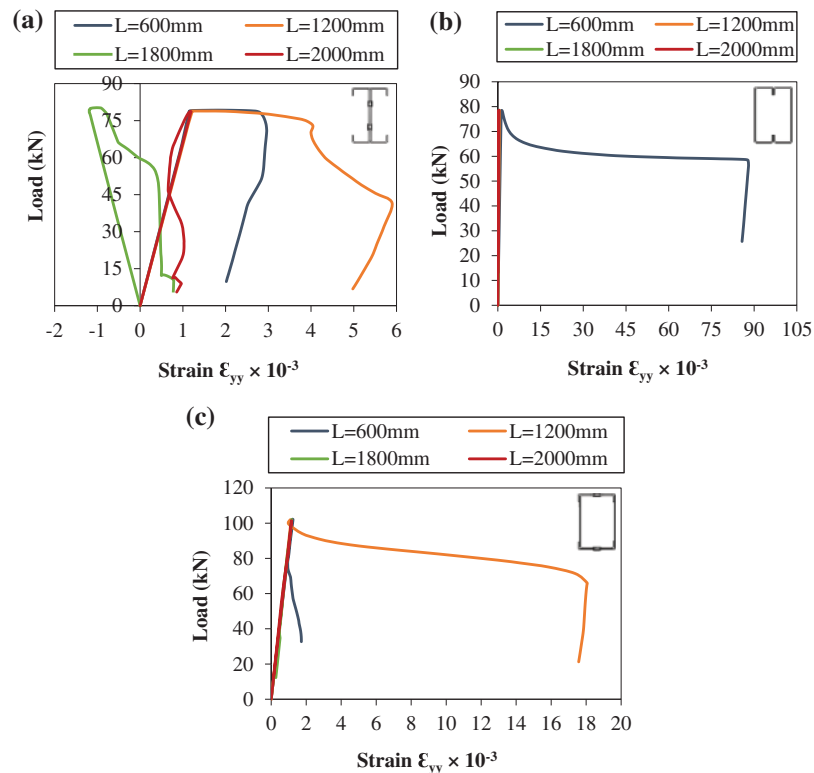 (a)
L=600mm L=1200mm
L=1800mm L=2000mm
90
75
60
45
30
15
0
Load (kN)
-2 -1 0 1 2 3 4 5 6
Strain Ɛyy × 10-3
(b)
L=600mm L=1200mm
L=1800mm L=2000mm
90
80
70
60
50
40
30
20
10
0
Load (kN)
0 15 30 45 60 75 90 105
Strain Ɛyy × 10-3
(c)
L=600mm L=1200mm
L=1800mm L=2000mm
120
100
80
60
40
20
0
Load (kN)
0 2 4 6 8 10 12 14 16 18 20
Strain Ɛyy × 10-3